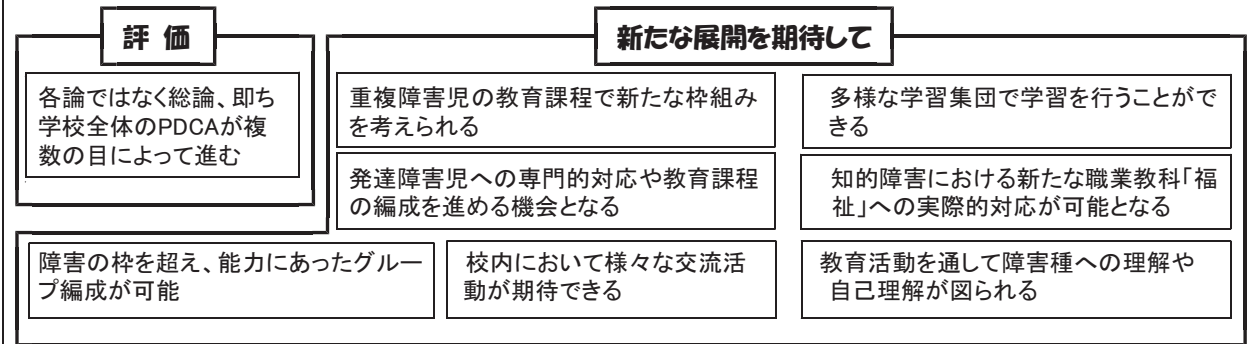 評 価
各論ではなく総論、即ち
学校全体のPDCAが複
数の目によって進む
新たな展開を期待して
重複障害児の教育課程で新たな枠組み
を考えられる
多様な学習集団で学習を行うことがで
きる
発達障害児への専門的対応や教育課程
の編成を進める機会となる
知的障害における新たな職業教科「福
祉」への実際的対応が可能となる
障害の枠を超え、能力にあったグルー
プ編成が可能
校内において様々な交流活
動が期待できる
教育活動を通して障害種への理解や
自己理解が図られる